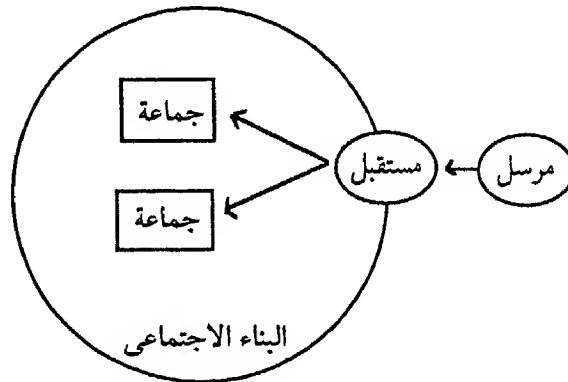 جماعة
مرسل
مستقبل
جماعة
البناء الاجتماعى